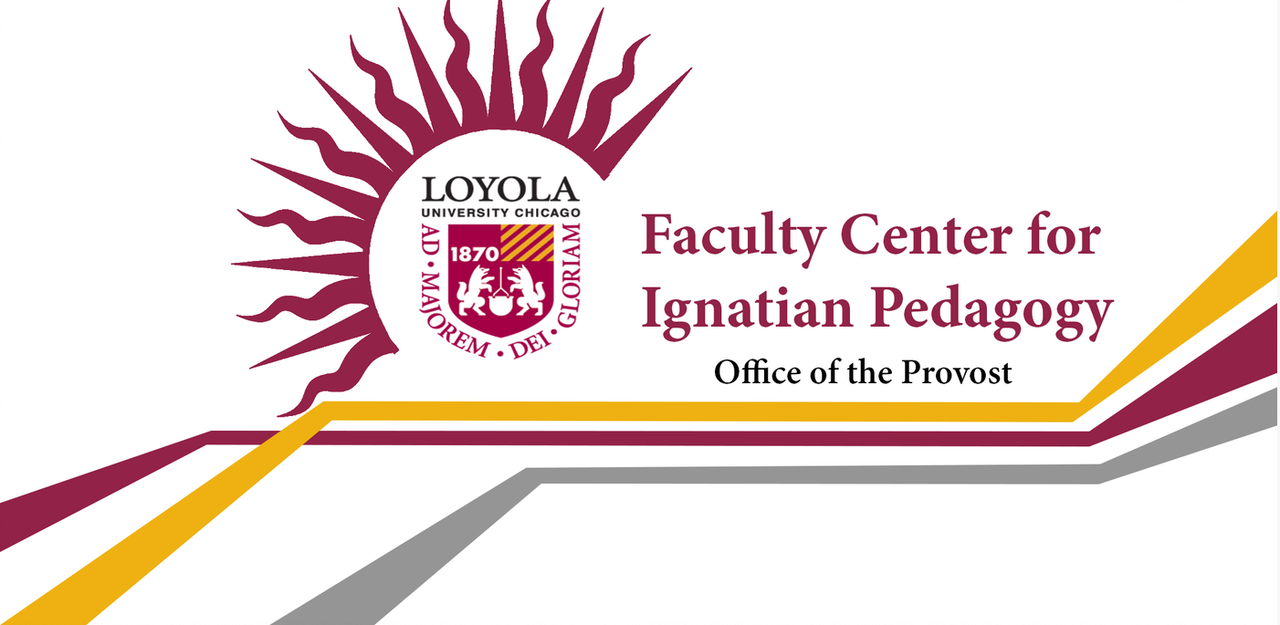 LOYOLA
UNIVERSITY CHICAGO
1870
AD • MAJOREM • DEI • GLORIAM
Faculty Center for
Ignatian Pedagogy
Office of the Provost